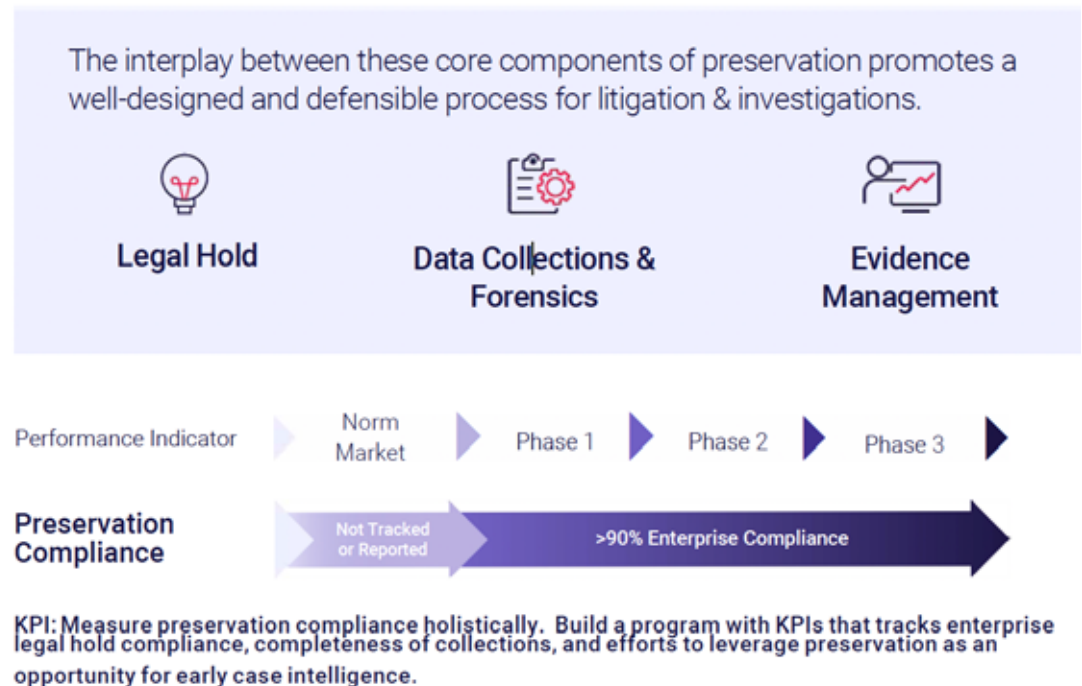 The interplay between these core components of preservation promotes a
well-designed and defensible process for litigation & investigations.
Legal Hold
Data Collections &
Forensics
Evidence
Management
Performance Indicator
Norm
Market
Phase 1
Phase 2
Phase 3
Preservation
Compliance
Not Tracked
or Reported
>90% Enterprise Compliance
KPI: Measure preservation compliance holistically. Build a program with KPIs that tracks enterprise
legal hold compliance, completeness of collections, and efforts to leverage preservation as an
opportunity for early case intelligence.